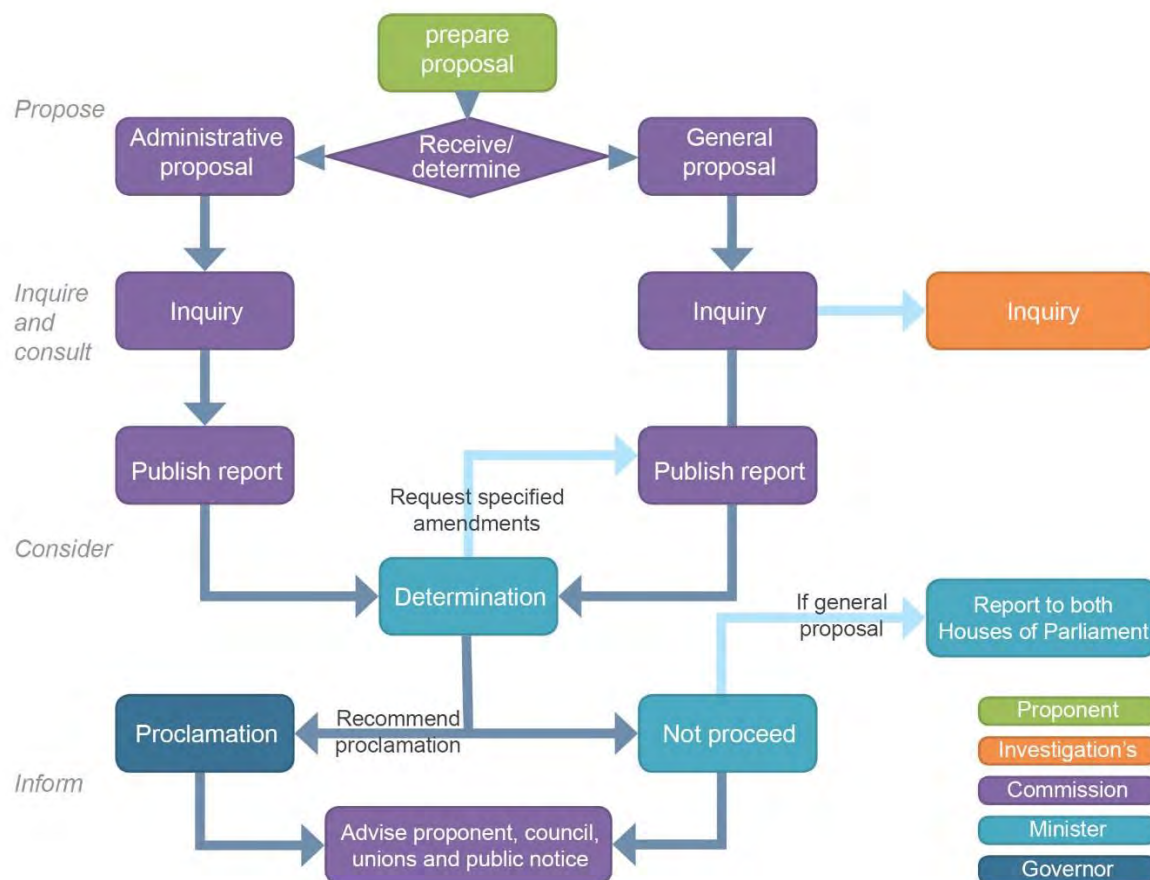 prepare
proposal
Propose
Administrative
proposal
Receive/
determine
General
proposal
Inquire
and
consult
Inquiry
Inquiry
Inquiry
Publish report
Publish report
Request specified
amendments
Consider
Determination
If general
proposal
Report to both
Houses of Parliament
Proclamation
Recommend
proclamation
Not proceed
Inform
Advise proponent, council,
unions and public notice
Proponent
Investigation's
Commission
Minister
Governor